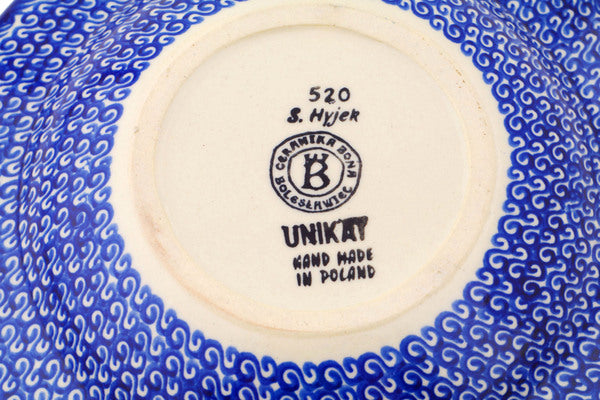 520
S. Hyjek
CERAMIKA BONA
B
BOLESŁAWIEC
UNIKAT
HAND MADE
IN POLAND